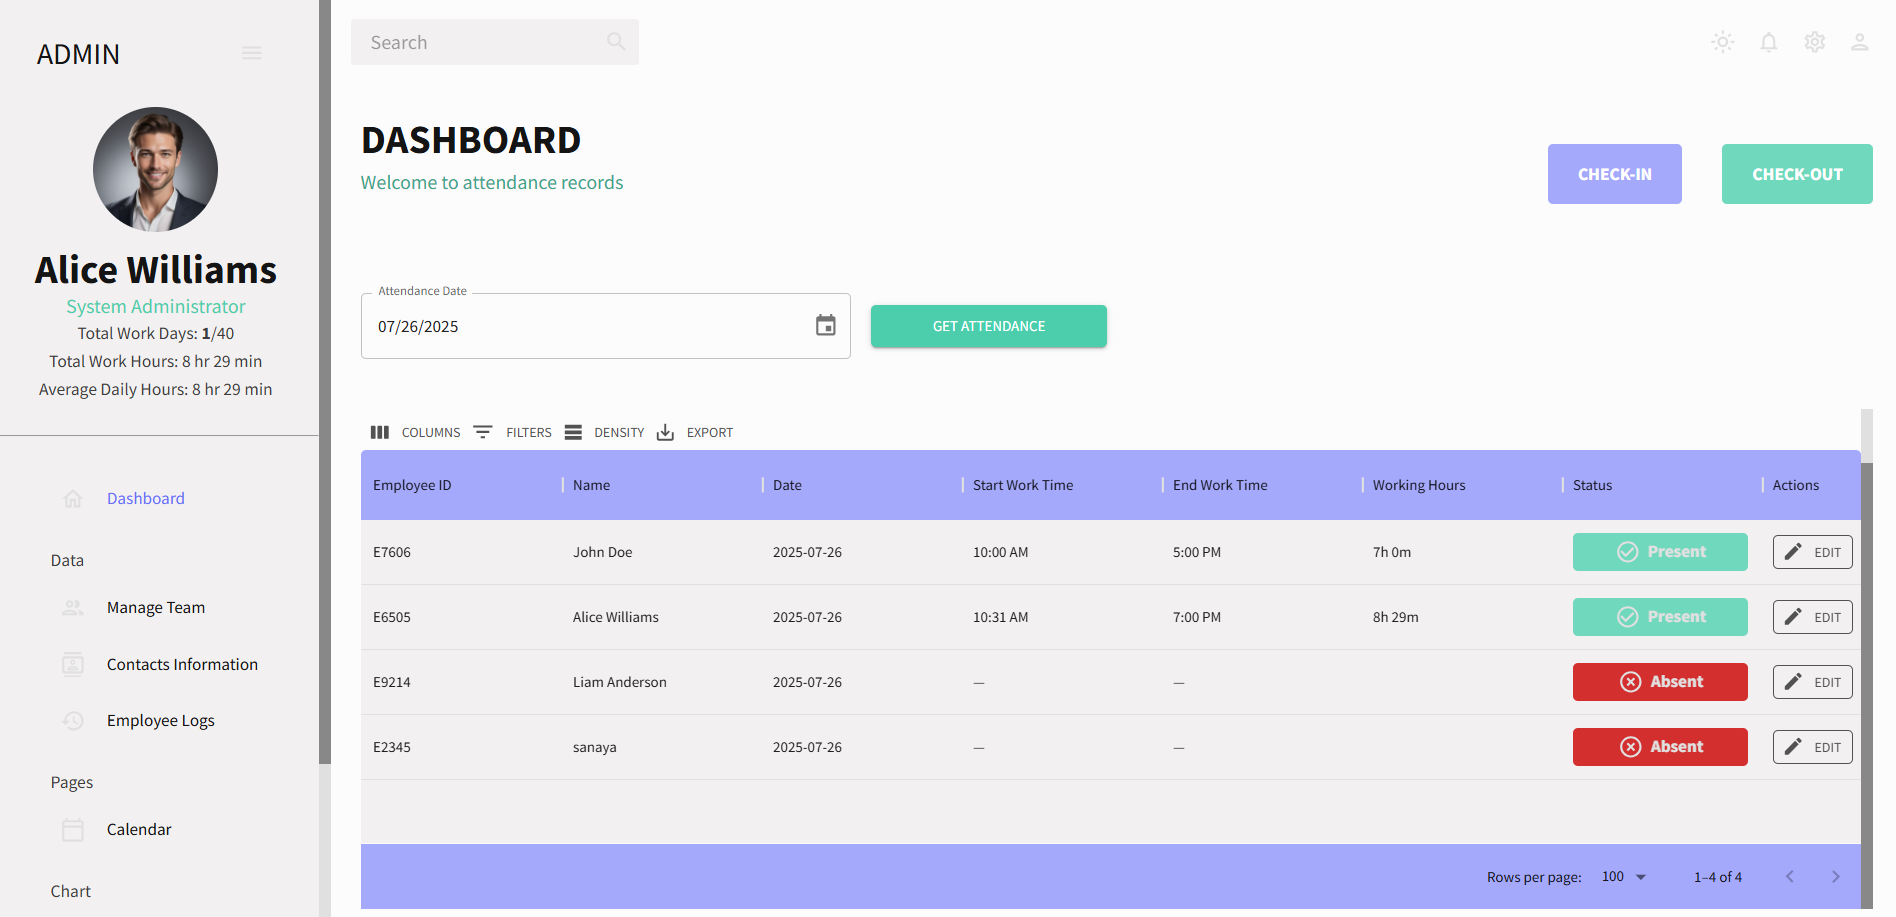 ADMIN
Alice Williams
System Administrator
Total Work Days: 1/40
Total Work Hours: 8 hr 29 min
Average Daily Hours: 8 hr 29 min
Dashboard
Data
Manage Team
Contacts Information
Employee Logs
Pages
Calendar
Chart
Search
DASHBOARD
Welcome to attendance records
CHECK-IN
CHECK-OUT
Attendance Date
07/26/2025
GET ATTENDANCE
COLUMNS FILTERS DENSITY EXPORT
Employee ID Name Date Start Work Time End Work Time Working Hours Status Actions
E7606 John Doe 2025-07-26 10:00 AM 5:00 PM 7h 0m Present EDIT
E6505 Alice Williams 2025-07-26 10:31 AM 7:00 PM 8h 29m Present EDIT
E9214 Liam Anderson 2025-07-26 — — Absent EDIT
E2345 sanaya 2025-07-26 — — Absent EDIT
Rows per page: 100 1–4 of 4